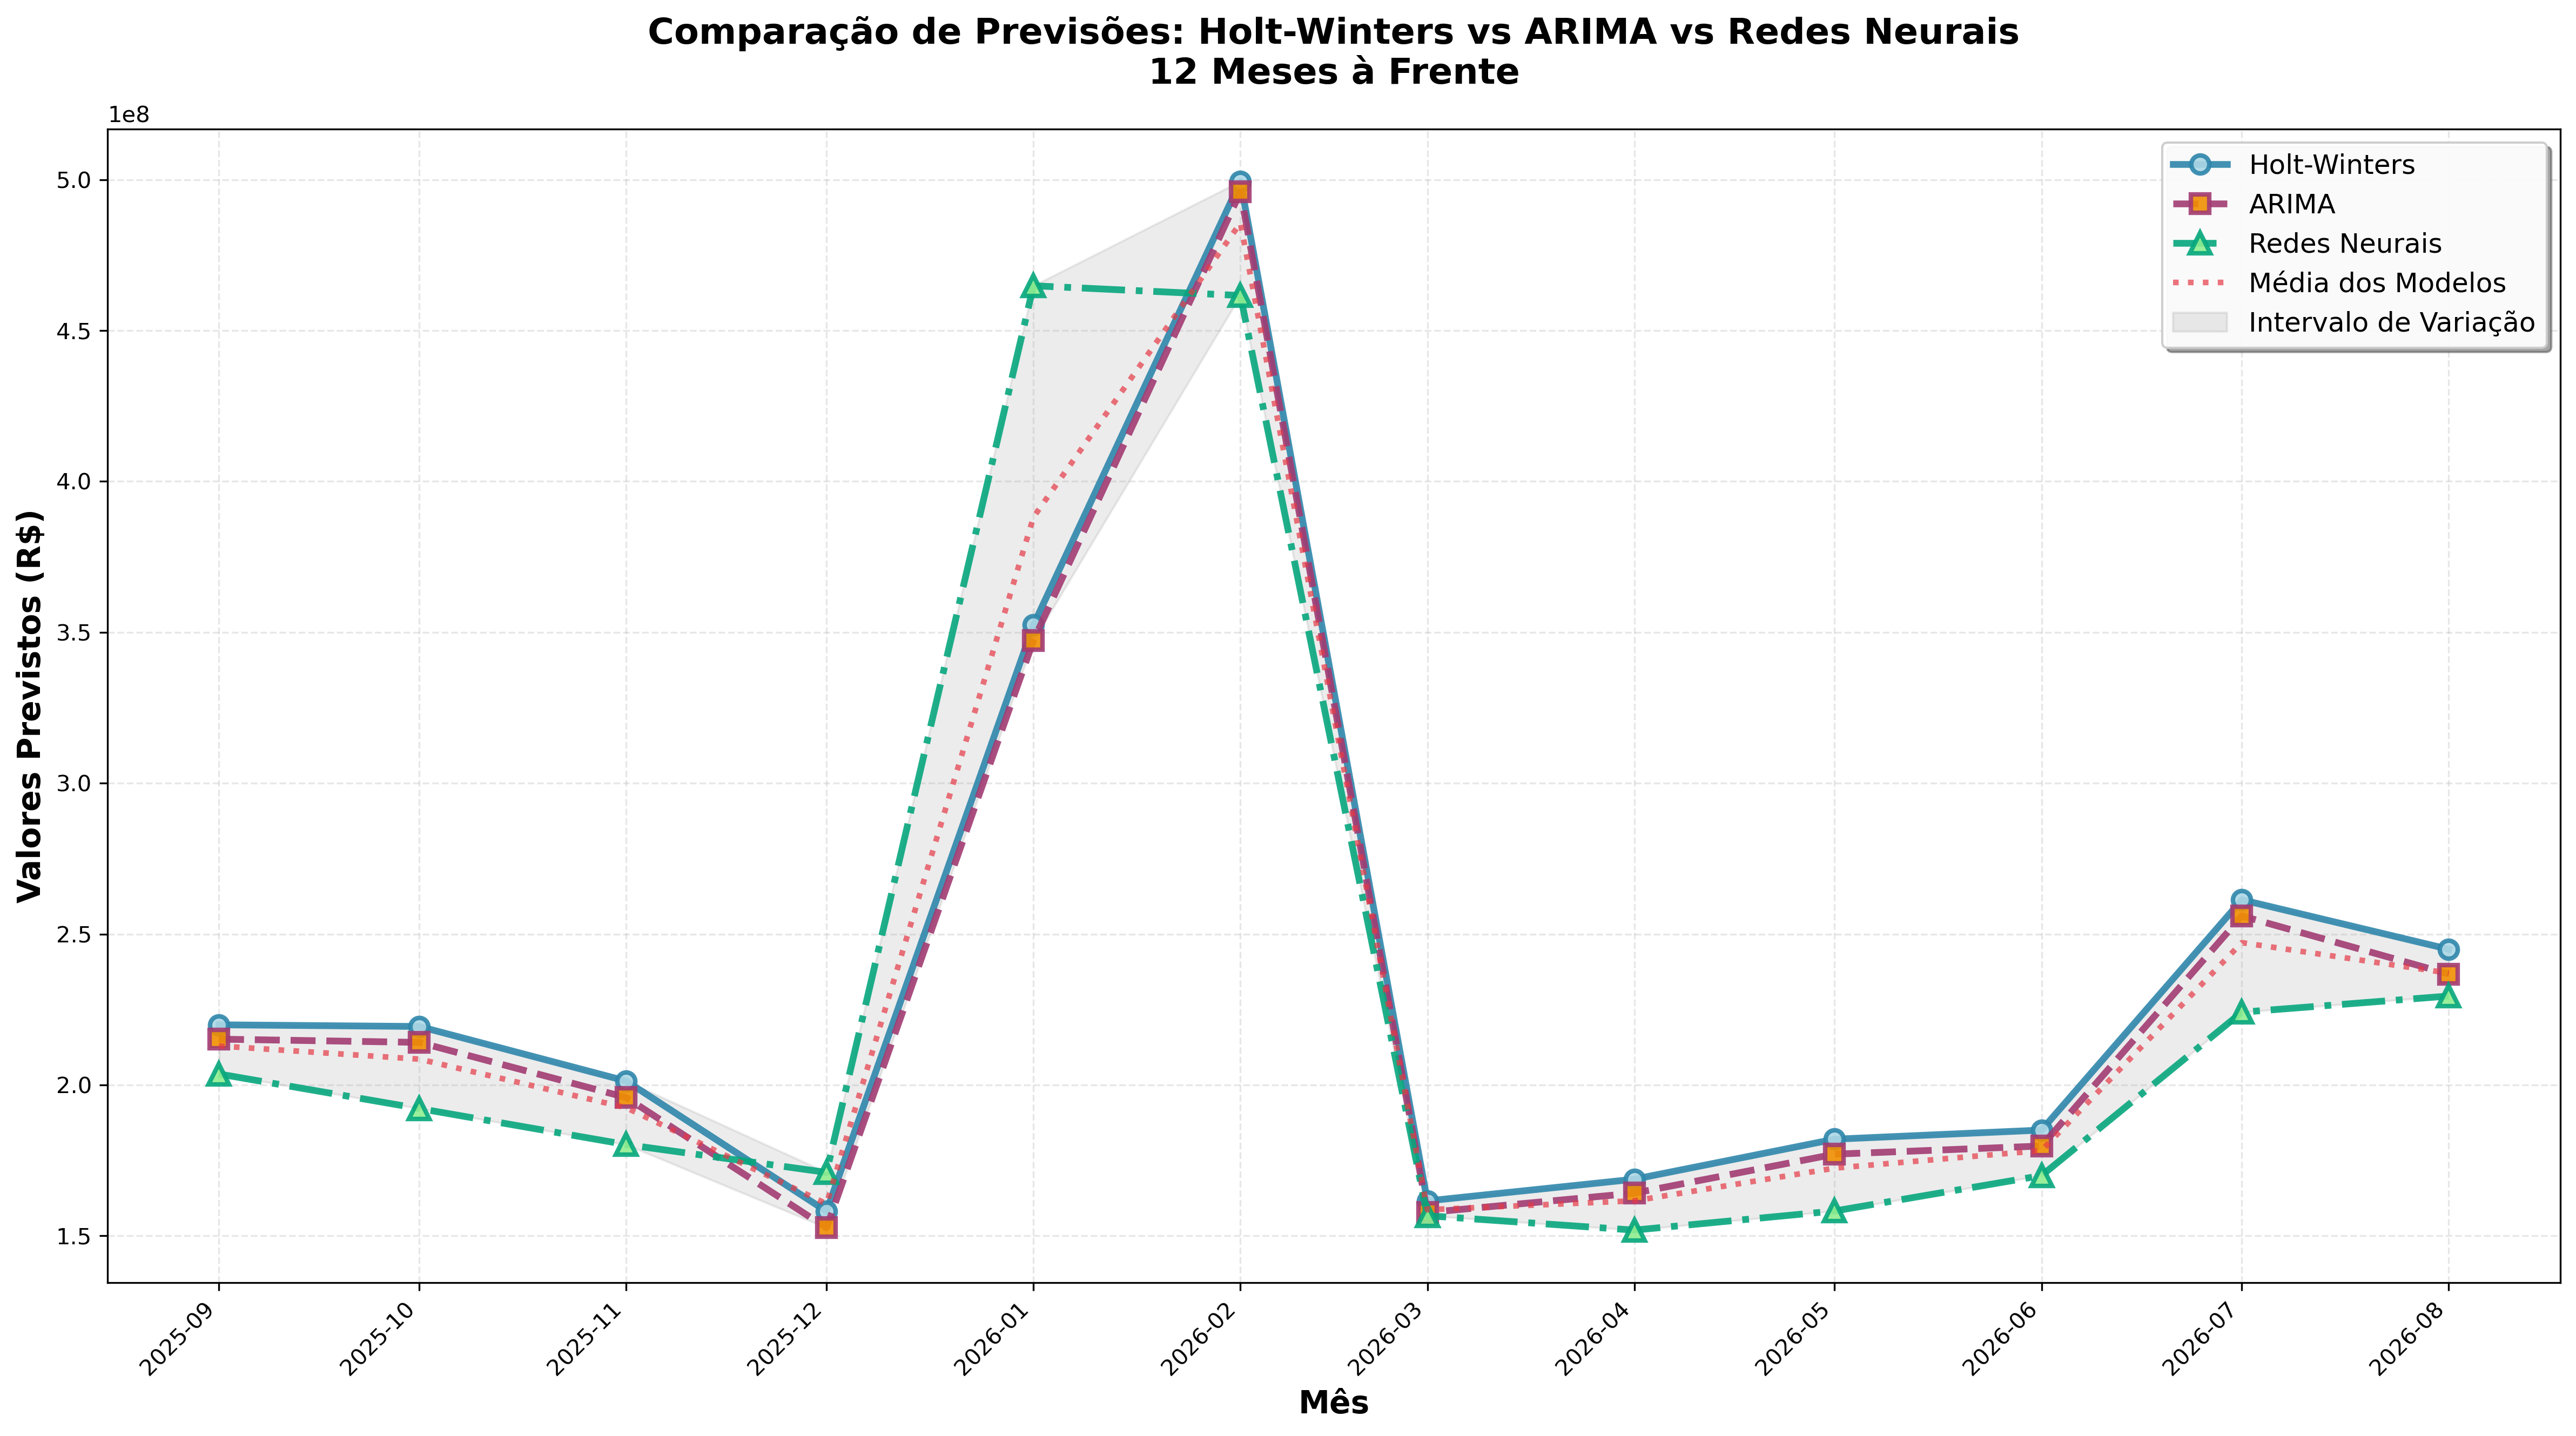 Comparação de Previsões: Holt-Winters vs ARIMA vs Redes Neurais
12 Meses à Frente
1e8
5.0
4.5
4.0
3.5
3.0
2.5
2.0
1.5
Valores Previstos (R$)
Holt-Winters
ARIMA
Redes Neurais
Média dos Modelos
Intervalo de Variação
2025-09
2025-10
2025-11
2025-12
2026-01
2026-02
2026-03
2026-04
2026-05
2026-06
2026-07
2026-08
Mês